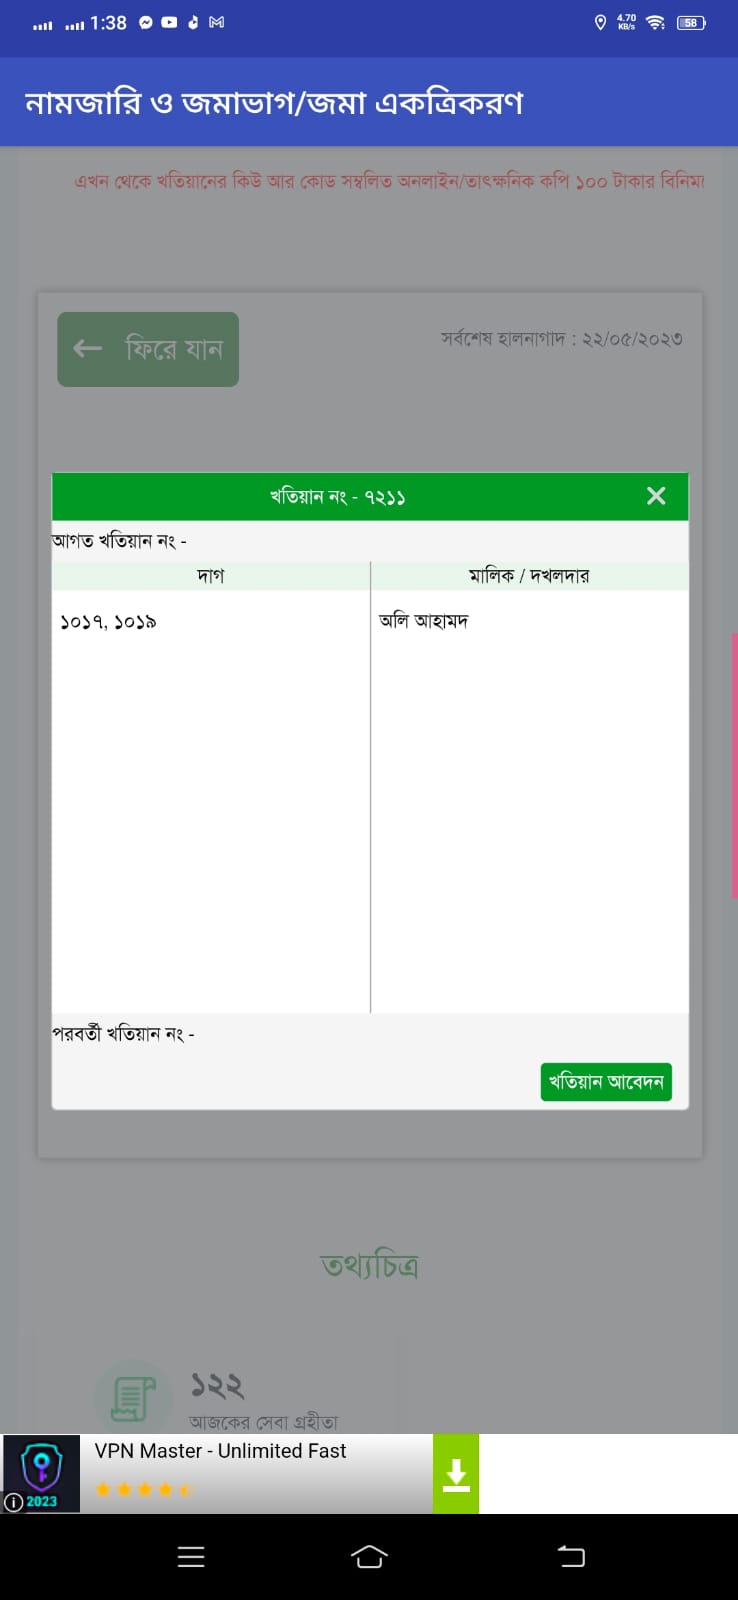 1:38
4.70
KB/s
58
নামজারি ও জমাভাগ/জমা একত্রিকরণ
এখন থেকে খতিয়ানের কিউ আর কোড সম্বলিত অনলাইন/তাৎক্ষনিক কপি ১০০ টাকার
ফিরে যান
সর্বশেষ হালনাগাদ : ২২/০৫/২০২৩
খতিয়ান নং - ৭২১১
আগত খতিয়ান নং -
দাগ
মালিক / দখলদার
১০১৭, ১০১৯
অলি আহামদ
পরবর্তী খতিয়ান নং -
খতিয়ান আবেদন
তথ্যচিত্র
১২২
আজকের সেবা গ্রহীতা
VPN Master - Unlimited Fast
2023